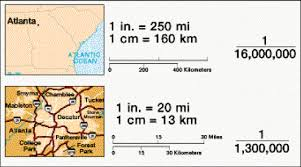 Atlanta
ATLANTIC
OCEAN
1 in. = 250 mi
1 cm = 160 km
0 200 400 Kilometers
1
16,000,000
Smyrna Chamblee
Mableton Tucker
Decatur
Atlanta
Panthersville
College
Park
Forest
Park
1 in. = 20 mi
1 cm = 13 km
0 15 30 Miles
0 15 30 Kilometers
1
1,300,000